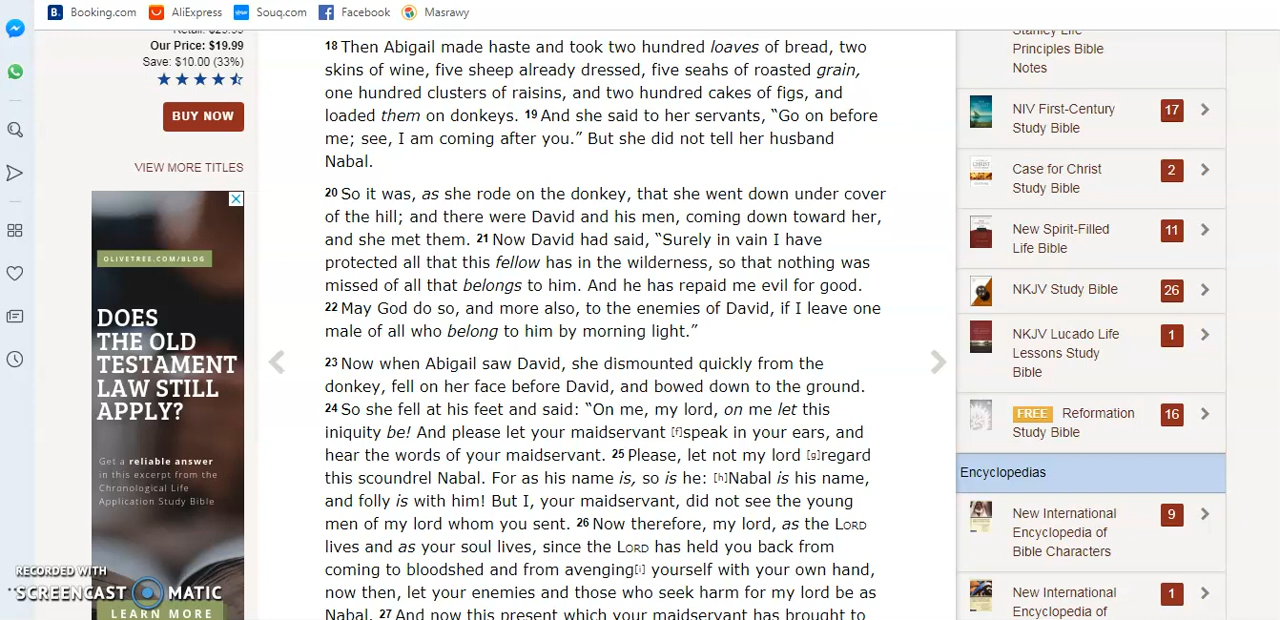 Booking.com AliExpress Souq.com Facebook Masrawy
Our Price: $19.99
Save: $10.00 (33%)
BUY NOW
VIEW MORE TITLES
OLIVETREE.COM/BLOG
DOES
THE OLD
TESTAMENT
LAW STILL
APPLY?
Get a reliable answer
in this excerpt from the
Chronological Life
Application Study Bible
LEARN MORE
RECORDED WITH
SCREENCAST MATIC
18 Then Abigail made haste and took two hundred loaves of bread, two
skins of wine, five sheep already dressed, five seahs of roasted grain,
one hundred clusters of raisins, and two hundred cakes of figs, and
loaded them on donkeys. 19 And she said to her servants, “Go on before
me; see, I am coming after you.” But she did not tell her husband
Nabal.
20 So it was, as she rode on the donkey, that she went down under cover
of the hill; and there were David and his men, coming down toward her,
and she met them. 21 Now David had said, “Surely in vain I have
protected all that this fellow has in the wilderness, so that nothing was
missed of all that belongs to him. And he has repaid me evil for good.
22 May God do so, and more also, to the enemies of David, if I leave one
male of all who belong to him by morning light.”
23 Now when Abigail saw David, she dismounted quickly from the
donkey, fell on her face before David, and bowed down to the ground.
24 So she fell at his feet and said: “On me, my lord, on me let this
iniquity be! And please let your maidservant [f]speak in your ears, and
hear the words of your maidservant. 25 Please, let not my lord [g]regard
this scoundrel Nabal. For as his name is, so is he: [h]Nabal is his name,
and folly is with him! But I, your maidservant, did not see the young
men of my lord whom you sent. 26 Now therefore, my lord, as the LORD
lives and as your soul lives, since the LORD has held you back from
coming to bloodshed and from avenging[i] yourself with your own hand,
now then, let your enemies and those who seek harm for my lord be as
Nabal. 27 And now this present which your maidservant has brought to
Stanley Life
Principles Bible
Notes
NIV First-Century 17
Study Bible
Case for Christ 2
Study Bible
New Spirit-Filled 11
Life Bible
NKJV Study Bible 26
NKJV Lucado Life 1
Lessons Study
Bible
FREE Reformation 16
Study Bible
Encyclopedias
New International 9
Encyclopedia of
Bible Characters
New International 1
Encyclopedia of